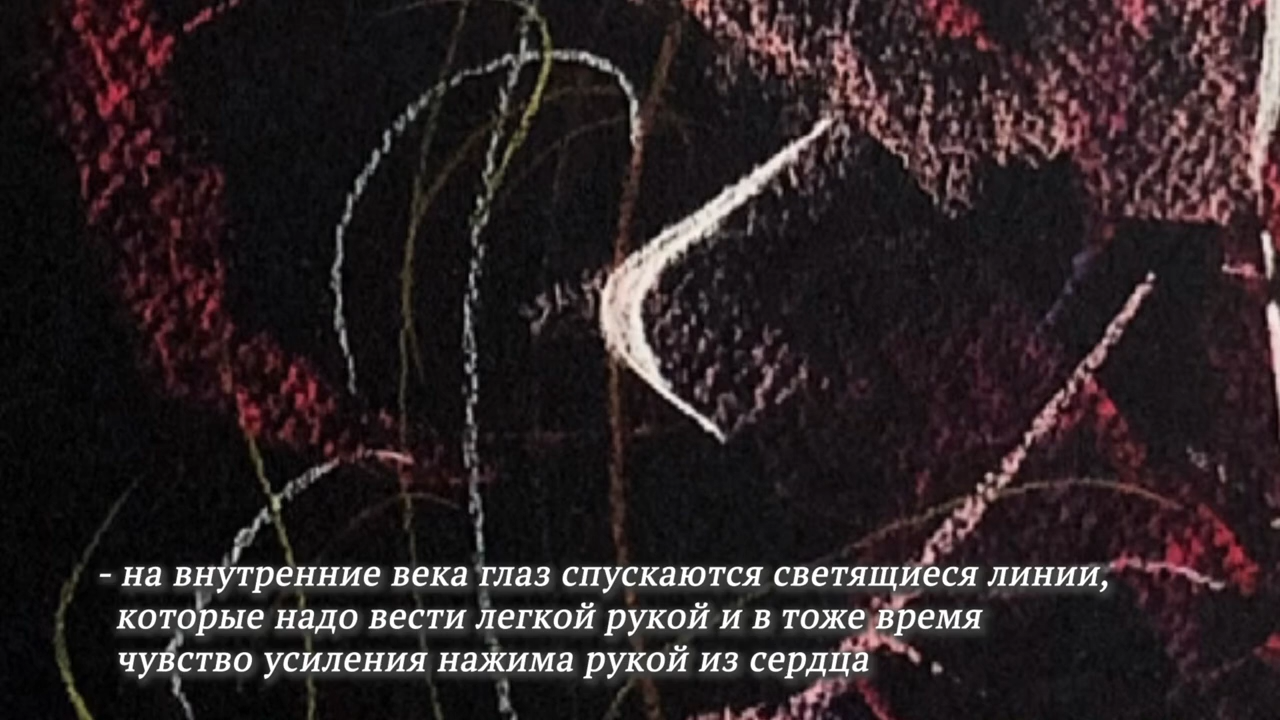 - на внутренние века глаз спускаются светящиеся линии,
которые надо вести легкой рукой и в тоже время
чувство усиления нажима рукой из сердца